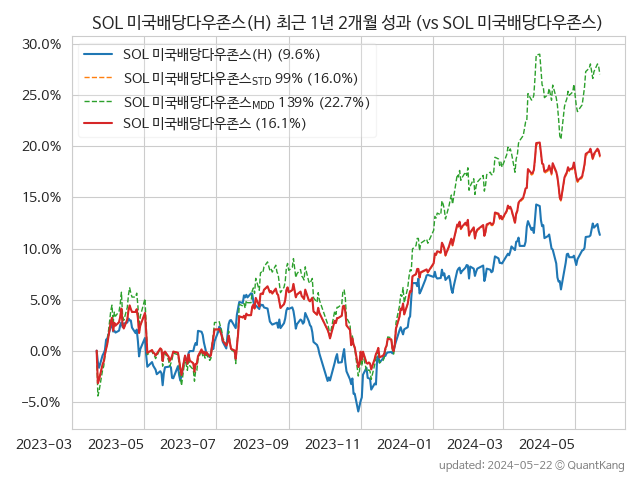 SOL 미국배당다우존스(H) 최근 1년 2개월 성과 (vs SOL 미국배당다우존스)
SOL 미국배당다우존스(H) (9.6%)
SOL 미국배당다우존스STD 99% (16.0%)
SOL 미국배당다우존스MDD 139% (22.7%)
SOL 미국배당다우존스 (16.1%)
30.0%
25.0%
20.0%
15.0%
10.0%
5.0%
0.0%
−5.0%
2023-03 2023-05 2023-07 2023-09 2023-11 2024-01 2024-03 2024-05
updated: 2024-05-22 © QuantKang